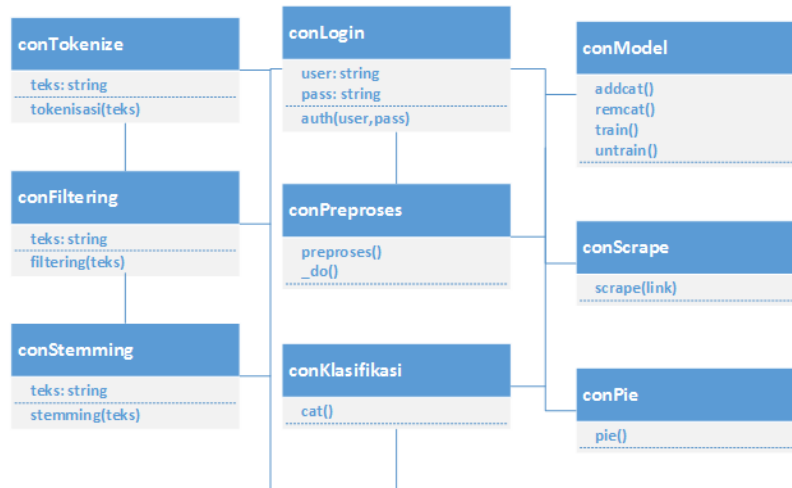 conTokenize
teks: string
tokenisasi(teks)
conFiltering
teks: string
filtering(teks)
conStemming
teks: string
stemming(teks)
conLogin
user: string
pass: string
auth(user,pass)
conPreproses
preproses()
_do()
conKlasifikasi
cat()
conModel
addcat()
remcat()
train()
untrain()
conScrape
scrape(link)
conPie
pie()